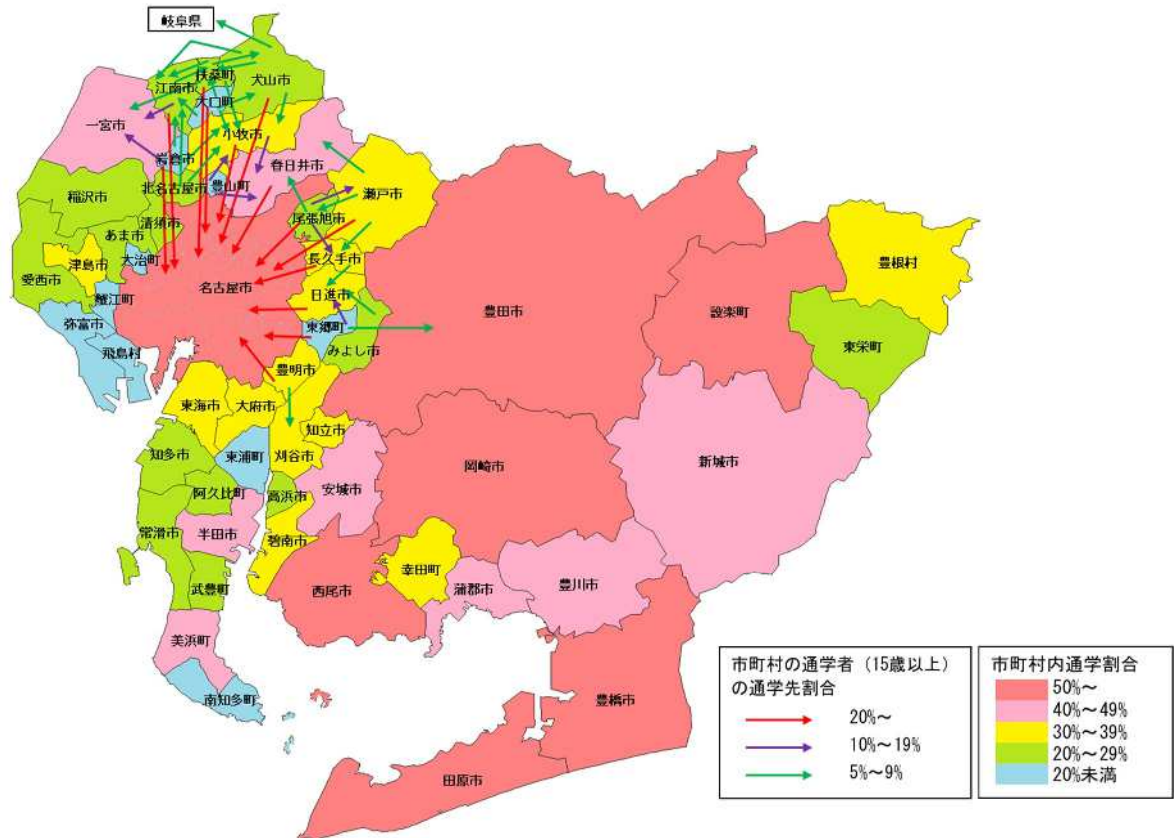 岐阜県
扶桑町
江南市
犬山市
大口町
一宮市
小牧市
岩倉市
春日井市
北名古屋市
豊山町
瀬戸市
稲沢市
清須市
尾張旭市
あま市
大治町
津島市
長久手市
愛西市
名古屋市
日進市
豊根村
蟹江町
弥富市
東郷町
豊田市
設楽町
飛島村
みよし市
東栄町
豊明市
東海市
大府市
知立市
知多市
東浦町
刈谷市
岡崎市
新城市
阿久比町
高浜市
安城市
常滑市
半田市
碧南市
武豊町
西尾市
幸田町
蒲郡市
豊川市
美浜町
南知多町
豊橋市
田原市
市町村の通学者（15歳以上）
の通学先割合
20%～
10%～19%
5%～9%
市町村内通学割合
50%～
40%～49%
30%～39%
20%～29%
20%未満